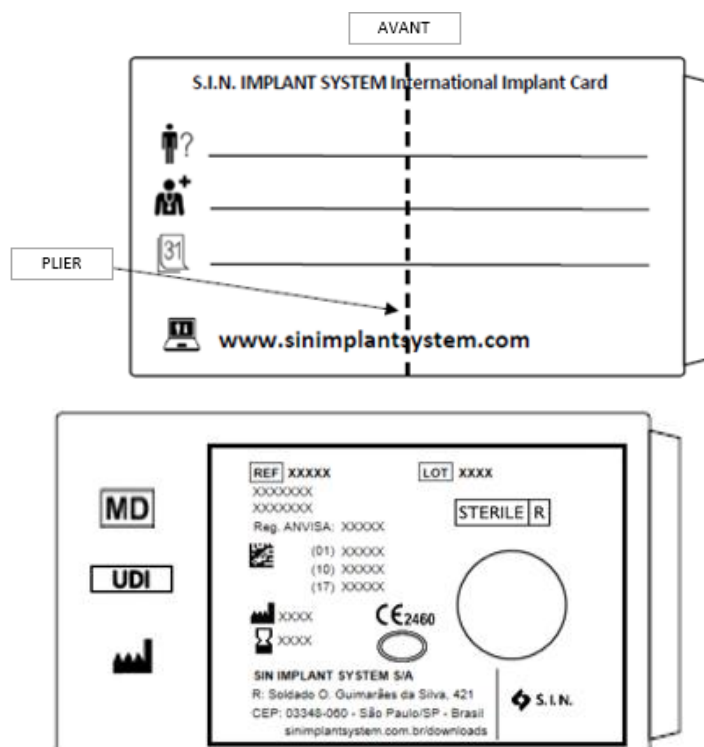 AVANT
S.I.N. IMPLANT SYSTEM International Implant Card
?
31
PLIER
www.sinimplantsystem.com
MD
UDI
REF XXXXX
LOT XXXX
XXXXXXX
XXXXXXX
STERILE R
Reg. ANVISA: XXXXX
(01) XXXXX
(10) XXXXX
(17) XXXXX
XXXX
CE2460
XXXX
SIN IMPLANT SYSTEM S/A
R: Soldado O. Guimarães da Silva, 421
CEP: 03348-060 - São Paulo/SP - Brasil
sinimplantsystem.com.br/downloads
S.I.N.